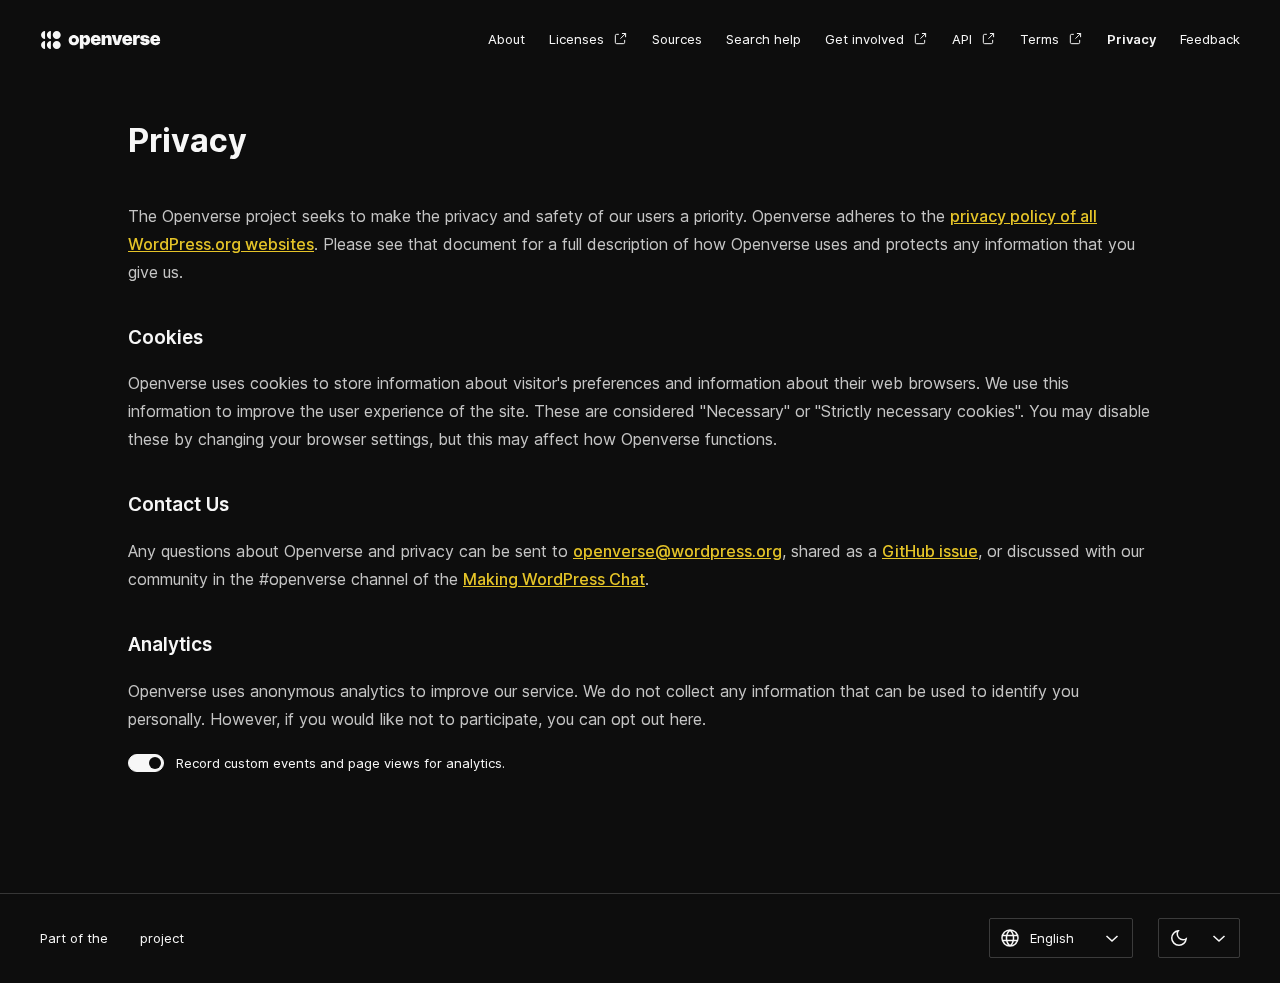 openverse
About
Licenses
Sources
Search help
Get involved
API
Terms
Privacy
Feedback
Privacy
The Openverse project seeks to make the privacy and safety of our users a priority. Openverse adheres to the privacy policy of all
WordPress.org websites. Please see that document for a full description of how Openverse uses and protects any information that you
give us.
Cookies
Openverse uses cookies to store information about visitor's preferences and information about their web browsers. We use this
information to improve the user experience of the site. These are considered "Necessary" or "Strictly necessary cookies". You may disable
these by changing your browser settings, but this may affect how Openverse functions.
Contact Us
Any questions about Openverse and privacy can be sent to openverse@wordpress.org, shared as a GitHub issue, or discussed with our
community in the #openverse channel of the Making WordPress Chat.
Analytics
Openverse uses anonymous analytics to improve our service. We do not collect any information that can be used to identify you
personally. However, if you would like not to participate, you can opt out here.
Record custom events and page views for analytics.
Part of the project
English